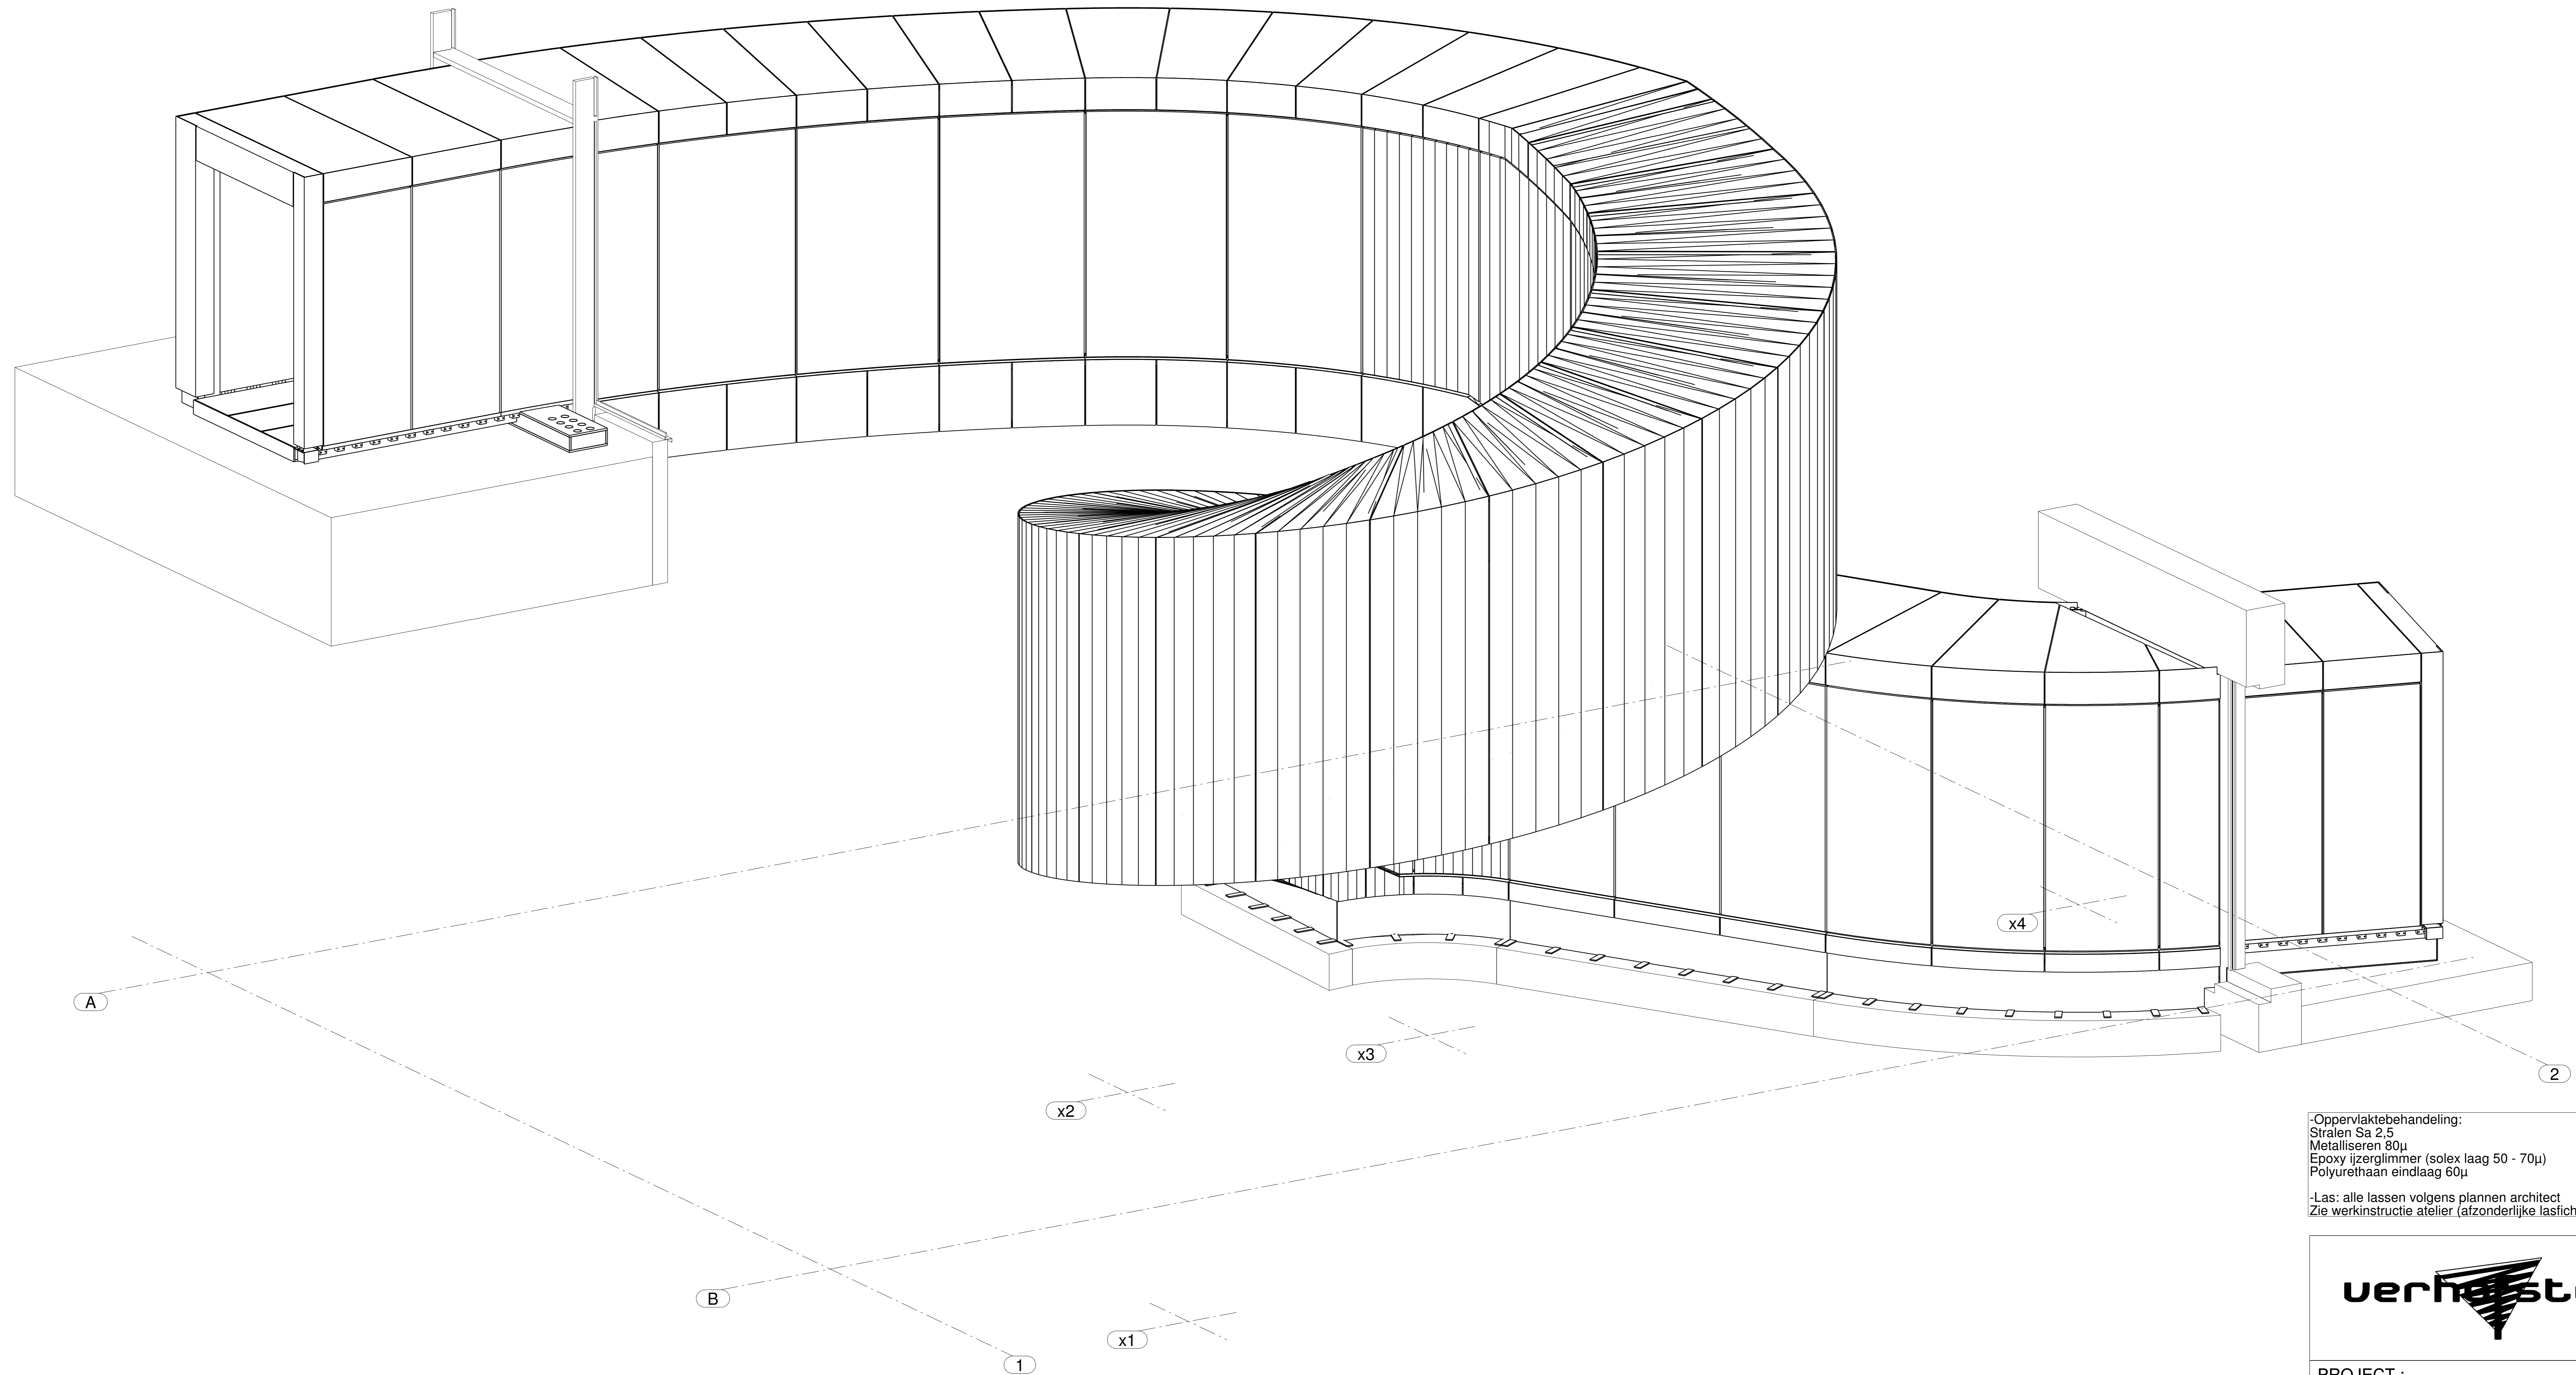 A
x4
x3
2
x2
-Oppervlaktebehandeling:
Stralen Sa 2,5
Metalliseren 80µ
Epoxy ijzerglimmer (solex laag 50 - 70µ)
Polyurethaan eindlaag 60µ
-Las: alle lassen volgens plannen architect
Zie werkinstructie atelier (afzonderlijke lasfich
B
x1
1
PROJECT :